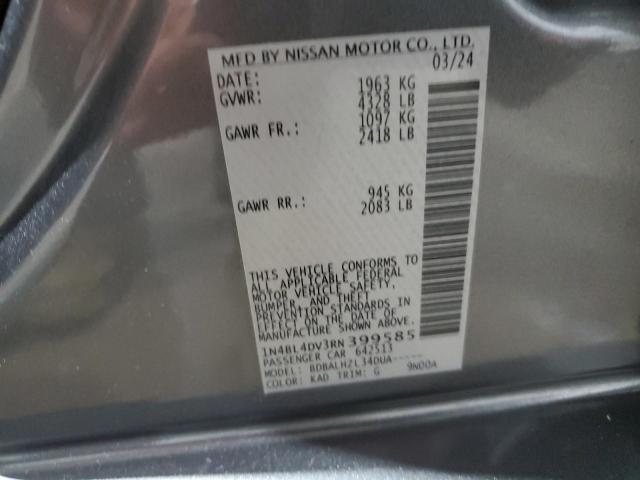 MFD BY NISSAN MOTOR CO., LTD.
DATE: 03/24
GVWR: 1963 KG
4328 LB
GAWR FR.: 1097 KG
2418 LB
GAWR RR.: 945 KG
2083 LB
THIS VEHICLE CONFORMS TO
ALL APPLICABLE FEDERAL
MOTOR VEHICLE SAFETY,
BUMPER, AND THEFT
PREVENTION STANDARDS IN
EFFECT ON THE DATE OF
MANUFACTURE SHOWN ABOVE.
1N4BL4DV3RN399585
PASSENGER CAR 642513
MODEL: BDBALHZL34DUA-----
COLOR: KAD TRIM: G 9N00A